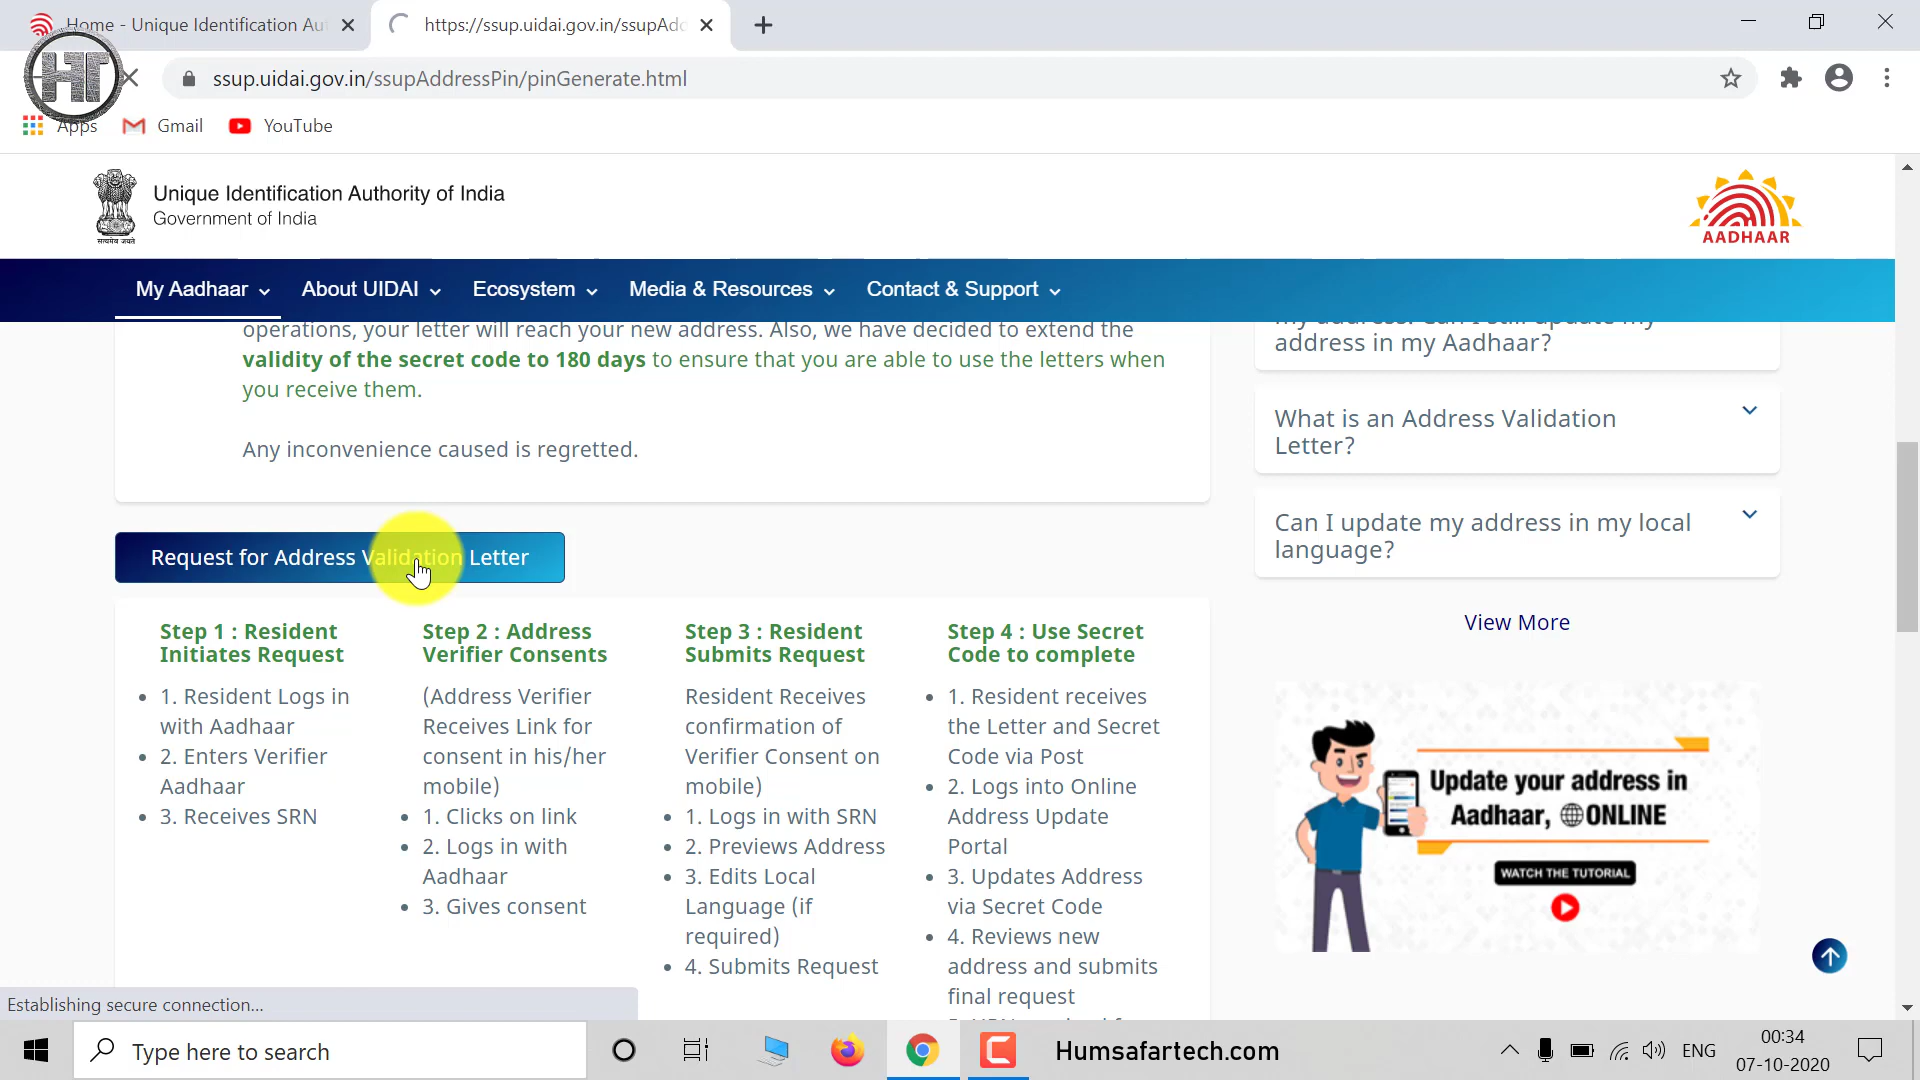 Home - Unique Identification Au
https://ssup.uidai.gov.in/ssupAdd
HT
ssup.uidai.gov.in/ssupAddressPin/pinGenerate.html
Apps
Gmail
YouTube
सत्यमेव जयते
Unique Identification Authority of India
Government of India
AADHAAR
My Aadhaar
About UIDAI
Ecosystem
Media & Resources
Contact & Support
operations, your letter will reach your new address. Also, we have decided to extend the
validity of the secret code to 180 days to ensure that you are able to use the letters when
you receive them.
Any inconvenience caused is regretted.
Request for Address Validation Letter
Step 1 : Resident
Initiates Request
1. Resident Logs in
with Aadhaar
2. Enters Verifier
Aadhaar
3. Receives SRN
Step 2 : Address
Verifier Consents
(Address Verifier
Receives Link for
consent in his/her
mobile)
1. Clicks on link
2. Logs in with
Aadhaar
3. Gives consent
Step 3 : Resident
Submits Request
Resident Receives
confirmation of
Verifier Consent on
mobile)
1. Logs in with SRN
2. Previews Address
3. Edits Local
Language (if
required)
4. Submits Request
Step 4 : Use Secret
Code to complete
1. Resident receives
the Letter and Secret
Code via Post
2. Logs into Online
Address Update
Portal
3. Updates Address
via Secret Code
4. Reviews new
address and submits
final request
my address. Can I still update my
address in my Aadhaar?
What is an Address Validation
Letter?
Can I update my address in my local
language?
View More
Update your address in
Aadhaar, ONLINE
WATCH THE TUTORIAL
Establishing secure connection...
Type here to search
Humsafartech.com
ENG
00:34
07-10-2020